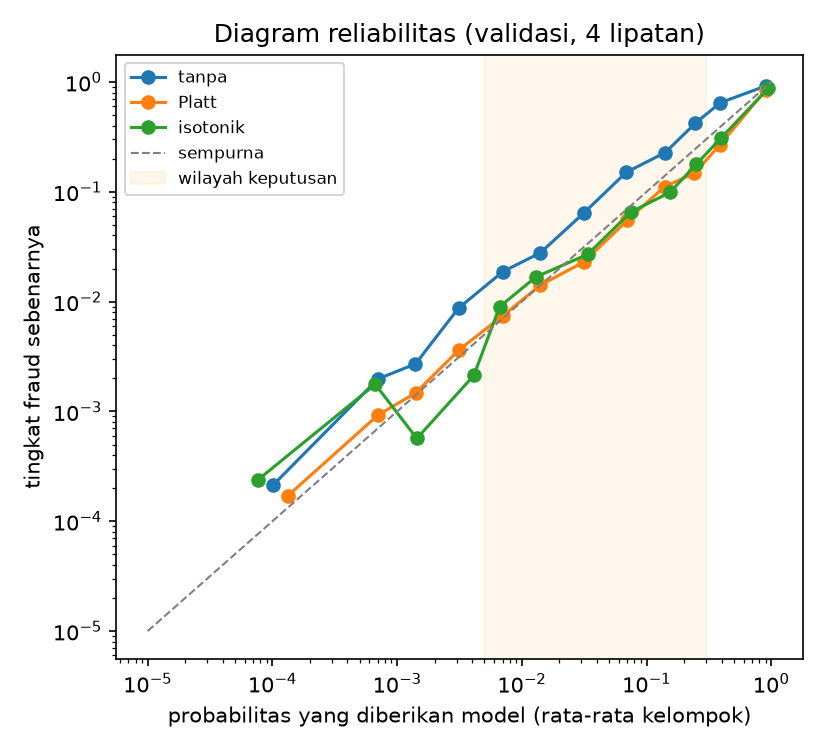 Diagram reliabilitas (validasi, 4 lipatan)
tanpa
Platt
isotonik
sempurna
wilayah keputusan
tingkat fraud sebenarnya
10⁰
10⁻¹
10⁻²
10⁻³
10⁻⁴
10⁻⁵
10⁻⁵ 10⁻⁴ 10⁻³ 10⁻² 10⁻¹ 10⁰
probabilitas yang diberikan model (rata-rata kelompok)